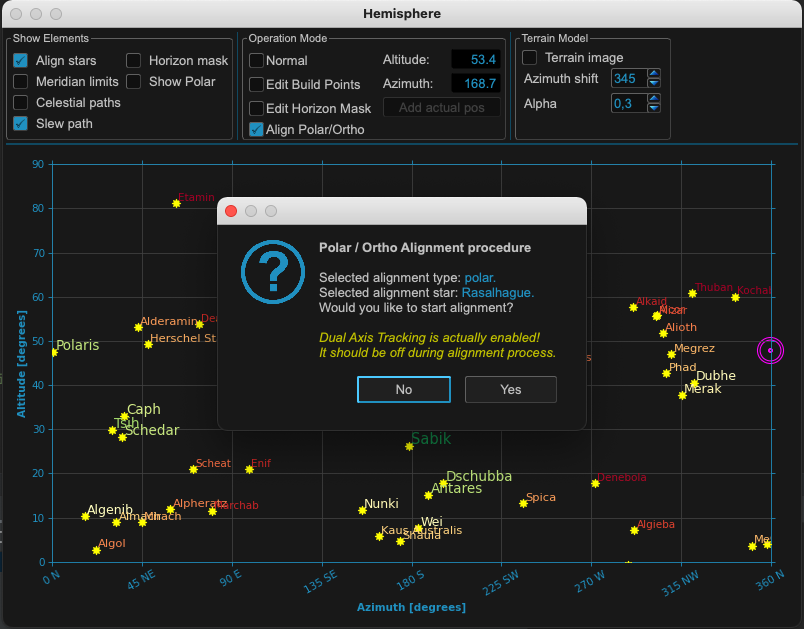 Hemisphere
Show Elements
Align stars
Horizon mask
Meridian limits
Show Polar
Celestial paths
Slew path
Operation Mode
Normal
Altitude:
53.4
Edit Build Points
Azimuth:
168.7
Edit Horizon Mask
Add actual pos
Align Polar/Ortho
Terrain Model
Terrain image
Azimuth shift
345
Alpha
0,3
90
80
70
60
50
40
30
20
10
0
Altitude [degrees]
Etamin
Alderamin
Herschel St
Polaris
Caph
Tsih
Schedar
Scheat
Enif
Algenib
Almach
Mirach
Alpheratz
Markab
Algol
Polar / Ortho Alignment procedure
Selected alignment type: polar.
Selected alignment star: Rasalhague.
Would you like to start alignment?
Dual Axis Tracking is actually enabled!
It should be off during alignment process.
No
Yes
Sabik
Dschubba
Antares
Nunki
Wei
Kaus Australis
Shaula
Spica
Thuban
Kochab
Alkaid
Mizar
Alioth
Megrez
Phad
Dubhe
Merak
Denebola
Algieba
0 N
45 NE
90 E
135 SE
180 S
225 SW
270 W
315 NW
360 N
Azimuth [degrees]